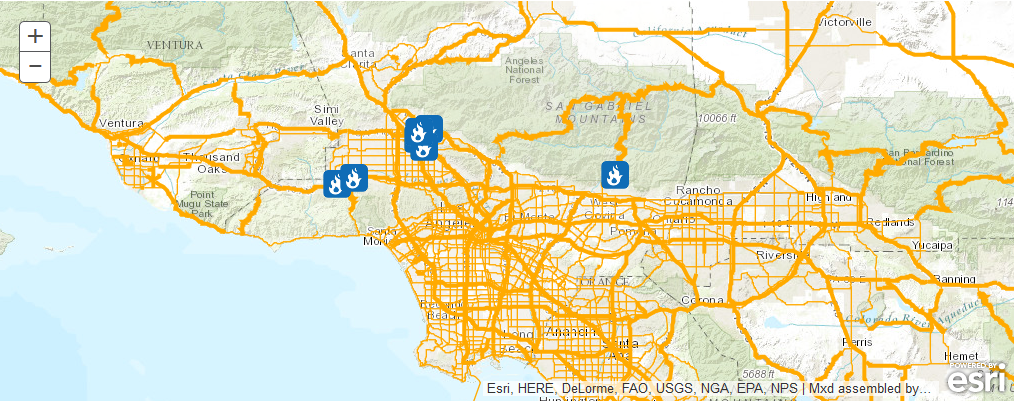 +
−
VENTURA
Victorville
Santa
Clarita
Angeles
National
Forest
SAN GABRIEL
MOUNTAINS
10066 ft
Simi
Valley
Ventura
Oxnard
Thousand
Oaks
San Bernardino
National Forest
Point
Mugu State
Park
Rancho
Cucamonga
Highland
Redlands
West
Covina
Ontario
El Monte
Pomona
Los
Angeles
Santa
Monica
Yucaipa
Riverside
Banning
ORANGE
Redondo
Beach
Corona
Colorado River Aqueduct
Long
Beach
Anaheim
Santa
Ana
Perris
Hemet
5688 ft
POWERED BY
esri
Esri, HERE, DeLorme, FAO, USGS, NGA, EPA, NPS | Mxd assembled by…
Huntington
MOUNTAINS